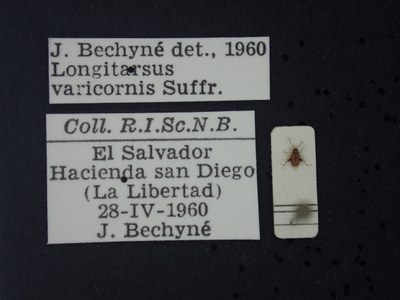 J. Bechyné det., 1960
Longitarsus
varicornis Suffr.
Coll. R.I.Sc.N.B.
El Salvador
Hacienda san Diego
(La Libertad)
28-IV-1960
J. Bechyné